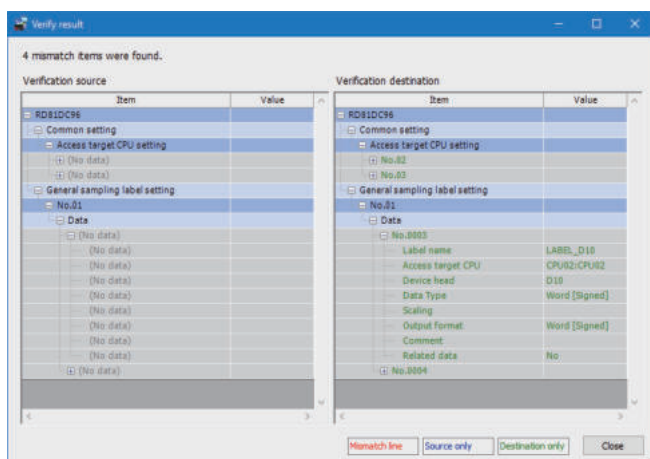 Verify result
4 mismatch items were found.
Verification source
Item Value
RD81DC96
Common setting
Access target CPU setting
(No data)
(No data)
General sampling label setting
No.01
Data
(No data)
(No data)
(No data)
(No data)
(No data)
(No data)
(No data)
(No data)
(No data)
(No data)
Verification destination
Item Value
RD81DC96
Common setting
Access target CPU setting
No.02
No.03
General sampling label setting
No.01
Data
No.0003
Label name LABEL_D10
Access target CPU CPU02:CPU02
Device head D10
Data Type Word [Signed]
Scaling
Output format Word [Signed]
Comment
Related data No
No.0004
Mismatch line Source only Destination only Close